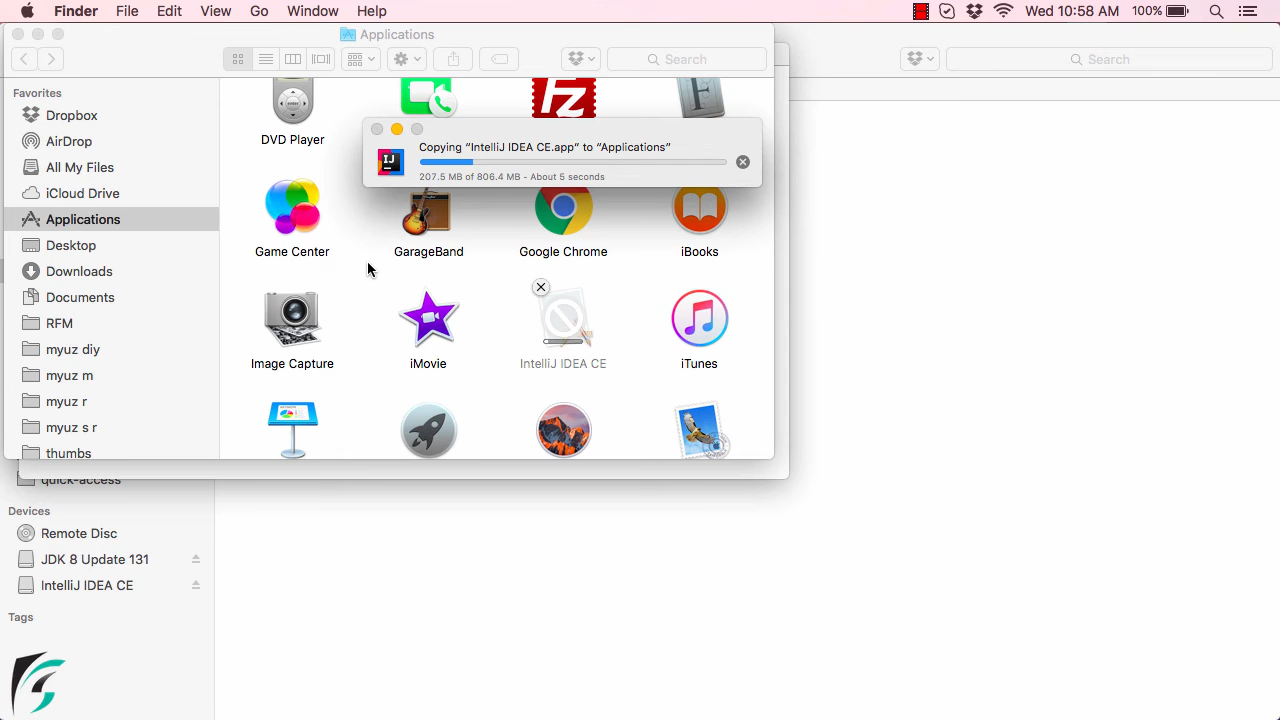 Finder File Edit View Go Window Help Wed 10:58 AM 100%
Applications
Search
Search
Favorites
Dropbox
AirDrop
All My Files
iCloud Drive
Applications
Desktop
Downloads
Documents
RFM
myuz diy
myuz m
myuz r
myuz s r
thumbs
quick-access
Devices
Remote Disc
JDK 8 Update 131
IntelliJ IDEA CE
Tags
DVD Player
Fz
F
Copying “IntelliJ IDEA CE.app” to “Applications”
IJ
207.5 MB of 806.4 MB - About 5 seconds
Game Center GarageBand Google Chrome iBooks
Image Capture iMovie IntelliJ IDEA CE iTunes